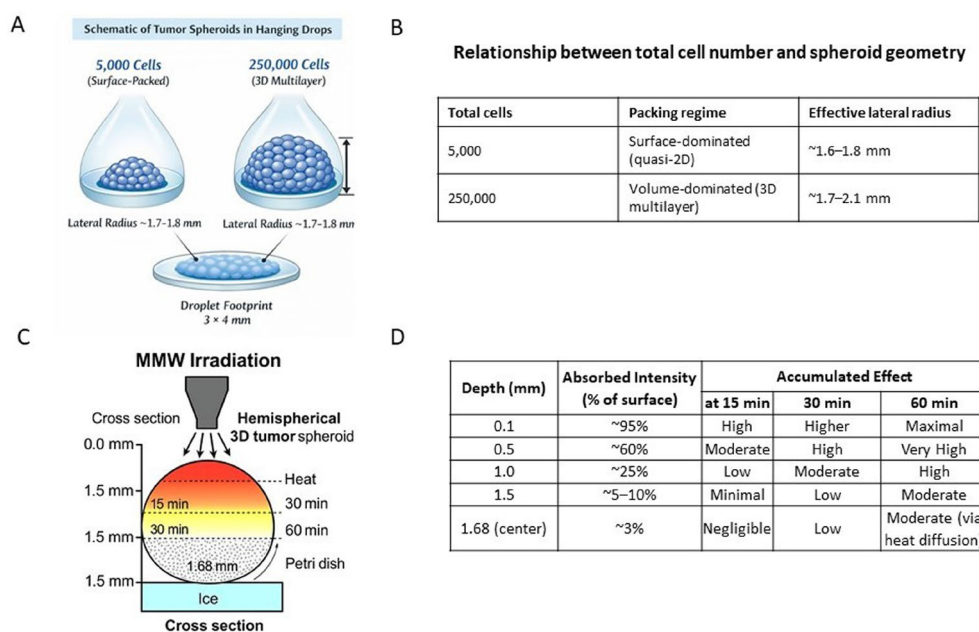 A
Schematic of Tumor Spheroids in Hanging Drops
5,000 Cells
(Surface-Packed)
250,000 Cells
(3D Multilayer)
Lateral Radius ~1.7–1.8 mm
Lateral Radius ~1.7–1.8 mm
Droplet Footprint
3 × 4 mm
B
Relationship between total cell number and spheroid geometry
Total cells Packing regime Effective lateral radius
5,000 Surface-dominated (quasi-2D) ~1.6–1.8 mm
250,000 Volume-dominated (3D multilayer) ~1.7–2.1 mm
C
MMW Irradiation
Cross section
Hemispherical
3D tumor spheroid
0.0 mm
Heat
1.5 mm
15 min
30 min
30 min
60 min
1.5 mm
1.68 mm
Petri dish
1.5 mm
Ice
Cross section
D
Depth (mm) Absorbed Intensity (% of surface) Accumulated Effect
at 15 min 30 min 60 min
0.1 ~95% High Higher Maximal
0.5 ~60% Moderate High Very High
1.0 ~25% Low Moderate High
1.5 ~5–10% Minimal Low Moderate
1.68 (center) ~3% Negligible Low Moderate (via heat diffusion